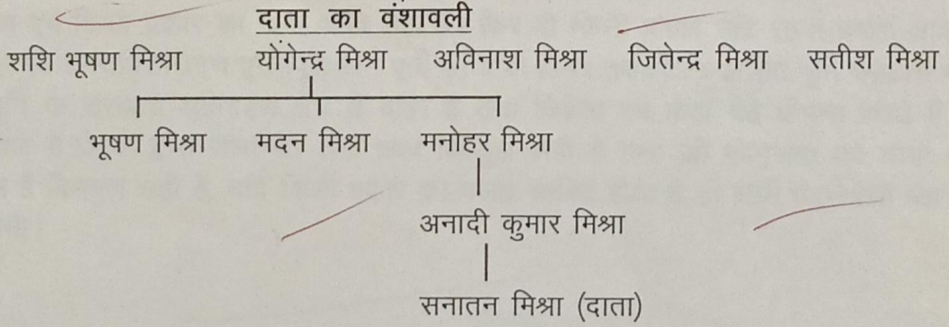 दाता का वंशावली
शशि भूषण मिश्रा योंगेन्द्र मिश्रा अविनाश मिश्रा जितेन्द्र मिश्रा सतीश मिश्रा
भूषण मिश्रा मदन मिश्रा मनोहर मिश्रा
अनादी कुमार मिश्रा
सनातन मिश्रा (दाता)